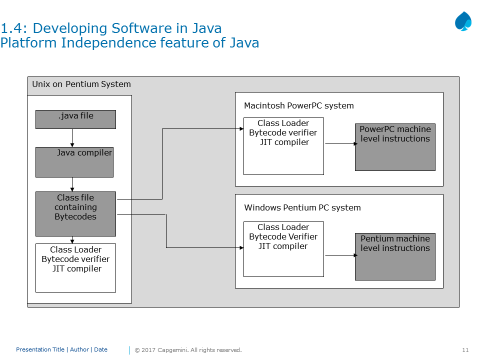 1.4: Developing Software in Java
Platform Independence feature of Java
Unix on Pentium System
.java file
Java compiler
Class file
containing
Bytecodes
Class Loader
Bytecode verifier
JIT compiler
Macintosh PowerPC system
Class Loader
Bytecode verifier
JIT compiler
PowerPC machine
level instructions
Windows Pentium PC system
Class Loader
Bytecode Verifier
JIT compiler
Pentium machine
level instructions
Presentation Title | Author | Date
© 2017 Capgemini. All rights reserved.
11